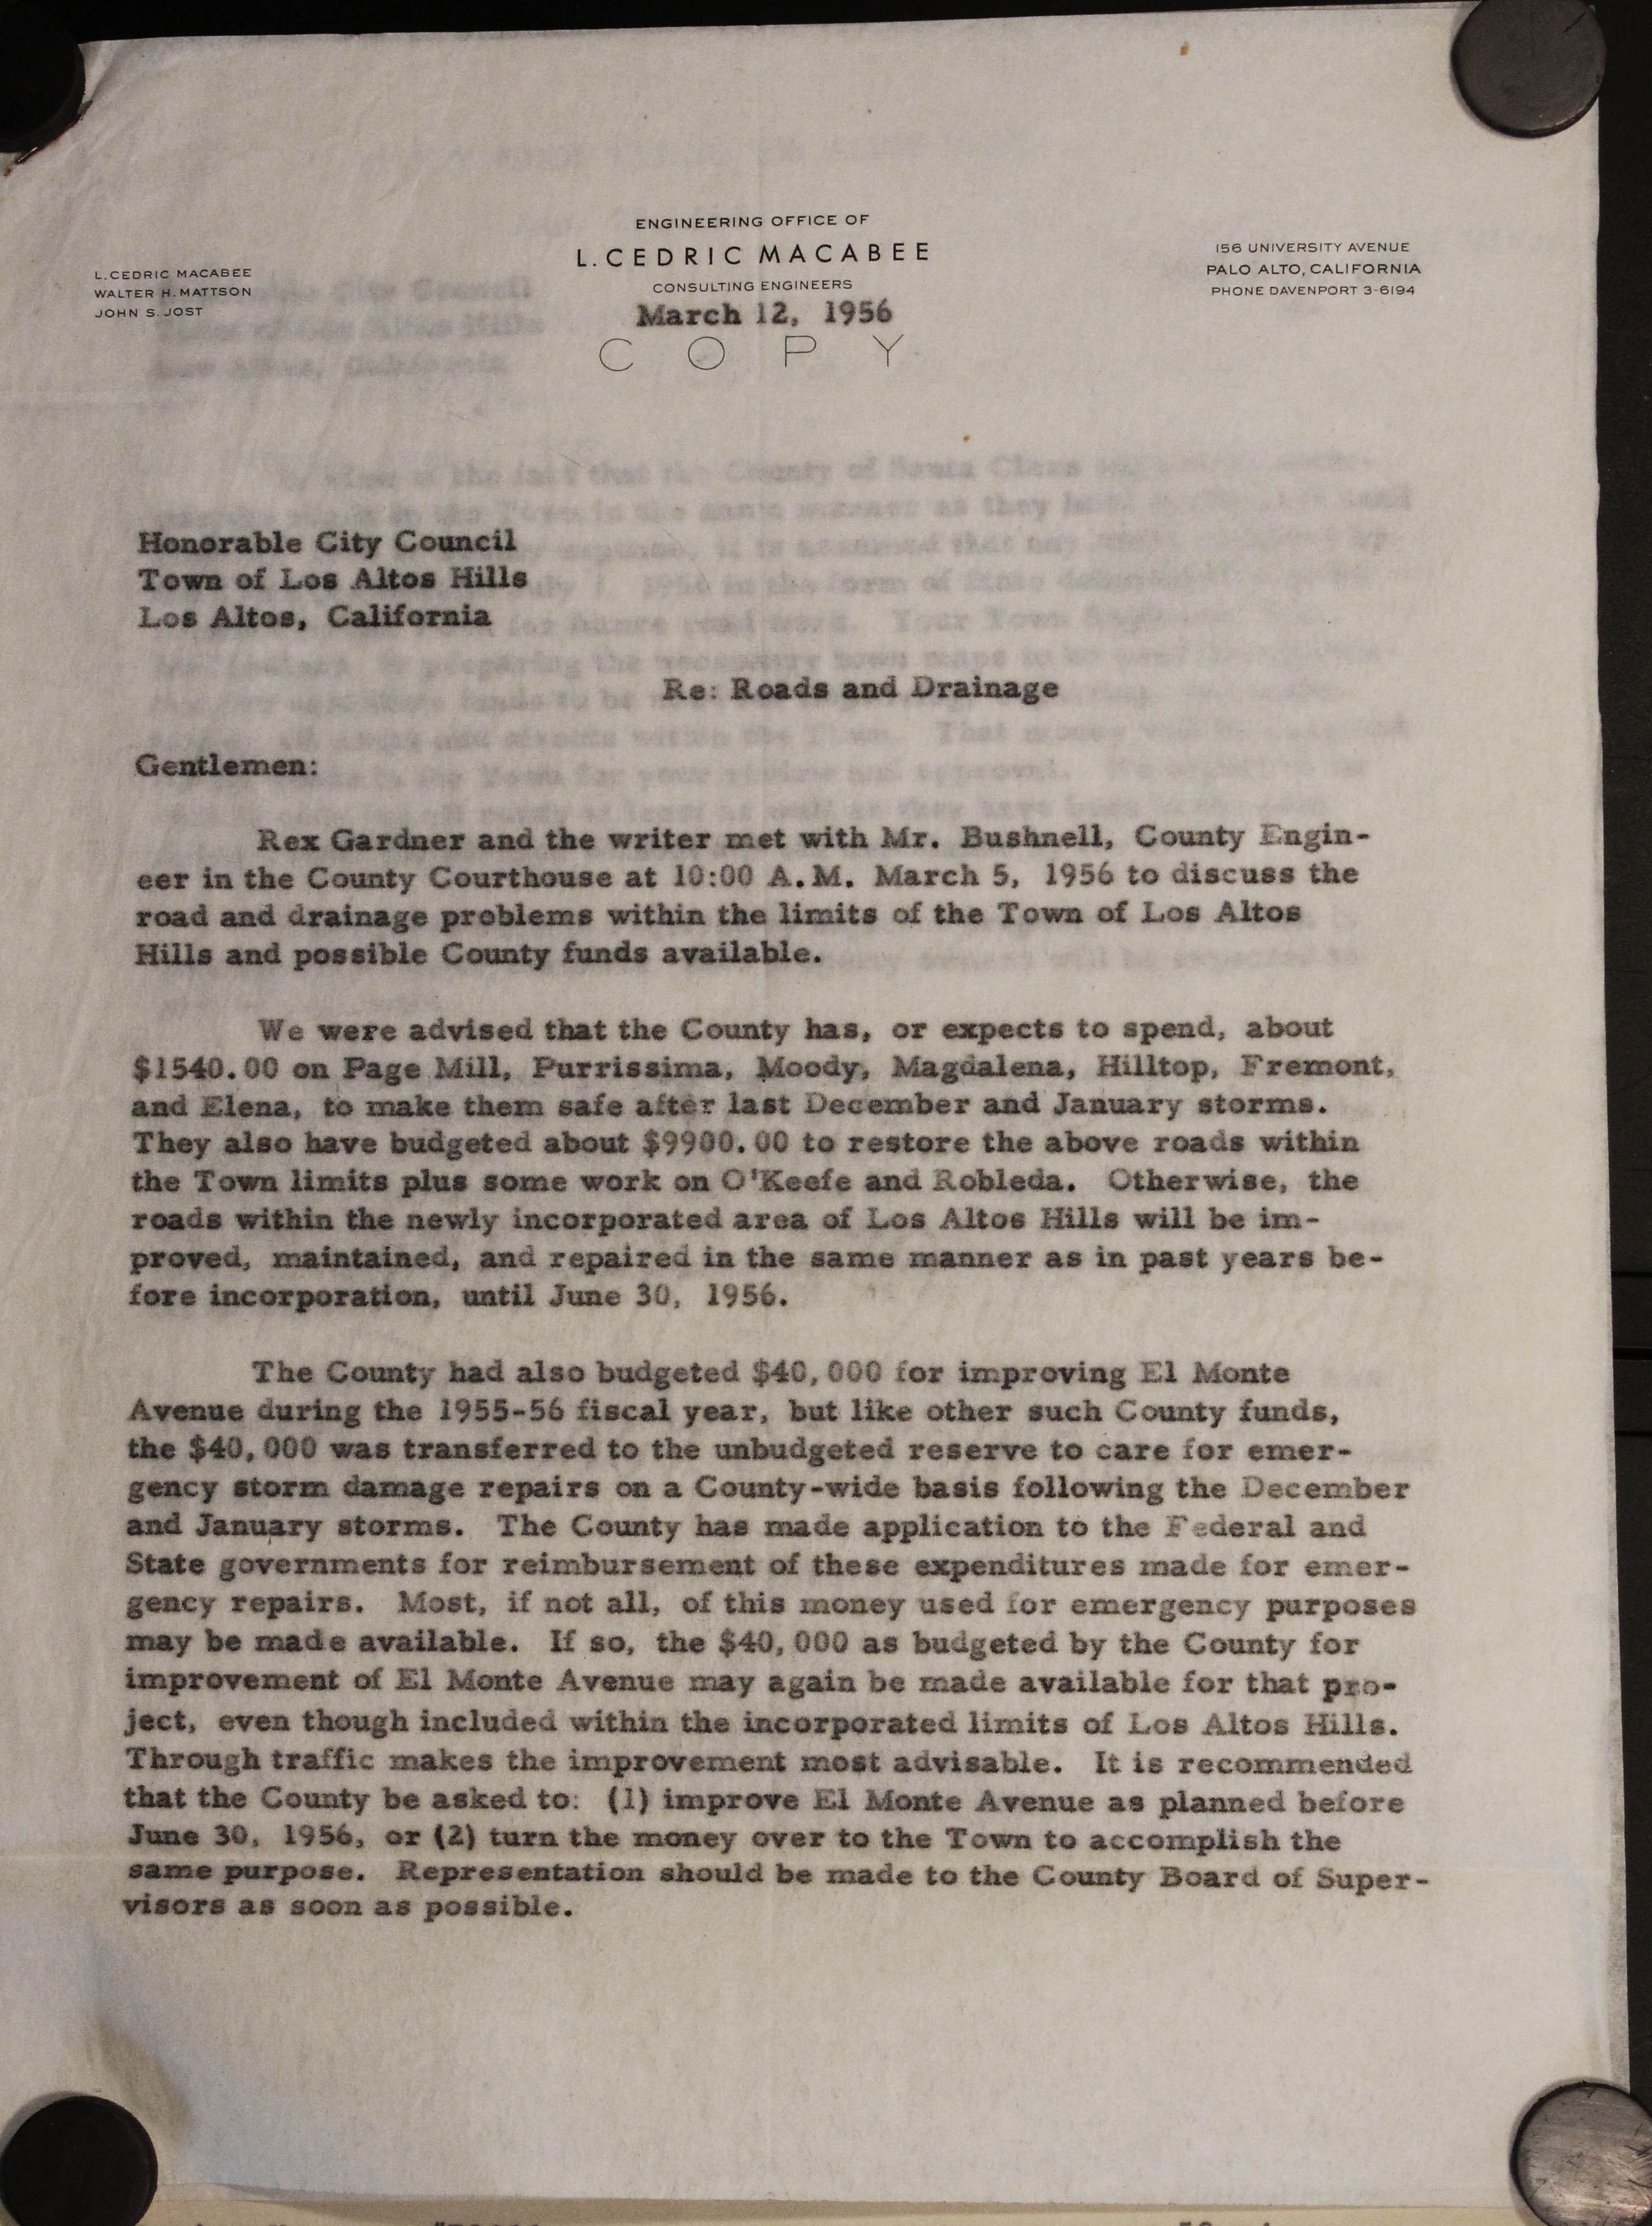 ENGINEERING OFFICE OF
L. CEDRIC MACABEE
CONSULTING ENGINEERS
L. CEDRIC MACABEE
WALTER H. MATTSON
JOHN S. JOST
156 UNIVERSITY AVENUE
PALO ALTO, CALIFORNIA
PHONE DAVENPORT 3-6194
March 12, 1956
C O P Y
Honorable City Council
Town of Los Altos Hills
Los Altos, California
Re: Roads and Drainage
Gentlemen:
Rex Gardner and the writer met with Mr. Bushnell, County Engin-
eer in the County Courthouse at 10:00 A.M. March 5, 1956 to discuss the
road and drainage problems within the limits of the Town of Los Altos
Hills and possible County funds available.
We were advised that the County has, or expects to spend, about
$1540.00 on Page Mill, Purrissima, Moody, Magdalena, Hilltop, Fremont,
and Elena, to make them safe after last December and January storms.
They also have budgeted about $9900.00 to restore the above roads within
the Town limits plus some work on O'Keefe and Robleda. Otherwise, the
roads within the newly incorporated area of Los Altos Hills will be im-
proved, maintained, and repaired in the same manner as in past years be-
fore incorporation, until June 30, 1956.
The County had also budgeted $40,000 for improving El Monte
Avenue during the 1955-56 fiscal year, but like other such County funds,
the $40,000 was transferred to the unbudgeted reserve to care for emer-
gency storm damage repairs on a County-wide basis following the December
and January storms. The County has made application to the Federal and
State governments for reimbursement of these expenditures made for emer-
gency repairs. Most, if not all, of this money used for emergency purposes
may be made available. If so, the $40,000 as budgeted by the County for
improvement of El Monte Avenue may again be made available for that pro-
ject, even though included within the incorporated limits of Los Altos Hills.
Through traffic makes the improvement most advisable. It is recommended
that the County be asked to: (1) improve El Monte Avenue as planned before
June 30, 1956, or (2) turn the money over to the Town to accomplish the
same purpose. Representation should be made to the County Board of Super-
visors as soon as possible.